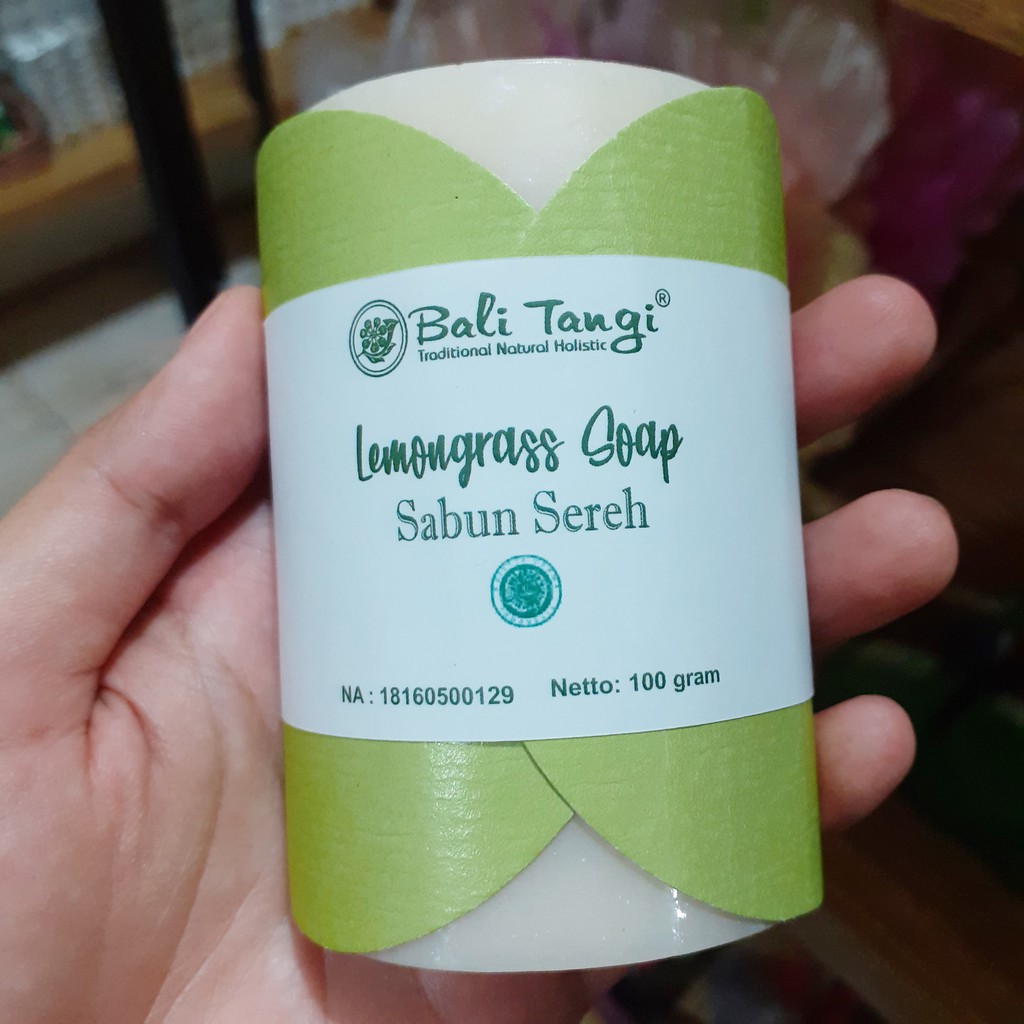 Bali Tangi®
Traditional Natural Holistic
Lemongrass Soap
Sabun Sereh
NA : 18160500129 Netto: 100 gram